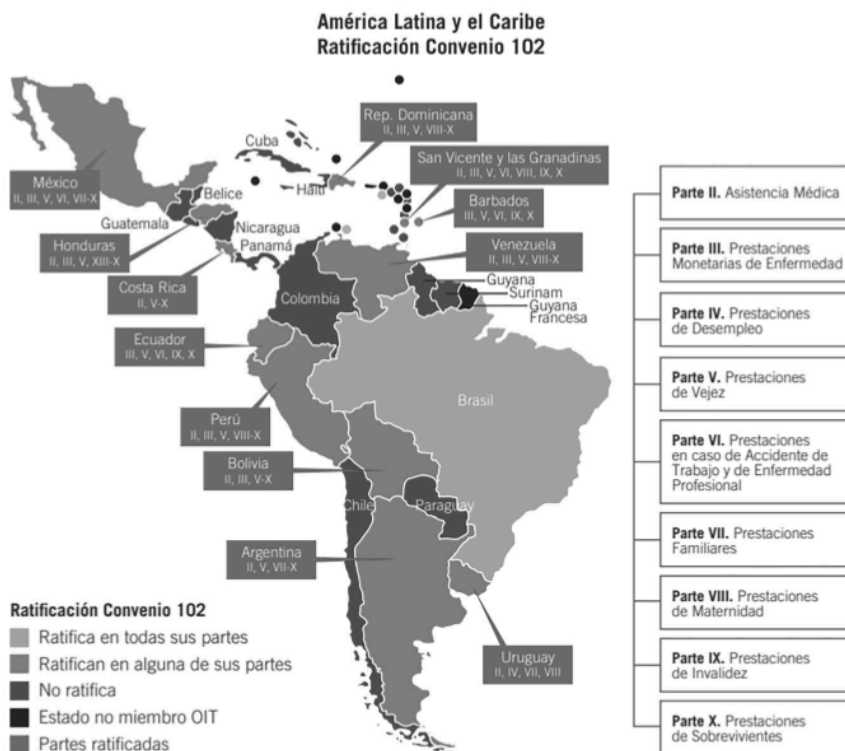 América Latina y el Caribe
Ratificación Convenio 102
Rep. Dominicana
II, III, V, VIII-X
Cuba
San Vicente y las Granadinas
II, III, V, VI, VIII, IX, X
México
II, III, V, VI, VII-X
Belice
Haití
Barbados
III, V, VI, IX, X
Guatemala
Nicaragua
Honduras
II, III, V, XIII-X
Panamá
Venezuela
II, III, V, VIII-X
Costa Rica
II, V-X
Colombia
Guyana
Surinam
Guyana
Francesa
Ecuador
III, V, VI, IX, X
Brasil
Perú
II, III, V, VIII-X
Bolivia
II, III, V-X
Chile
Paraguay
Argentina
II, V, VII-X
Uruguay
II, IV, VII, VIII
Ratificación Convenio 102
Ratifica en todas sus partes
Ratifican en alguna de sus partes
No ratifica
Estado no miembro OIT
Partes ratificadas
Parte II. Asistencia Médica
Parte III. Prestaciones
Monetarias de Enfermedad
Parte IV. Prestaciones
de Desempleo
Parte V. Prestaciones
de Vejez
Parte VI. Prestaciones
en caso de Accidente de
Trabajo y de Enfermedad
Profesional
Parte VII. Prestaciones
Familiares
Parte VIII. Prestaciones
de Maternidad
Parte IX. Prestaciones
de Invalidez
Parte X. Prestaciones
de Sobrevivientes